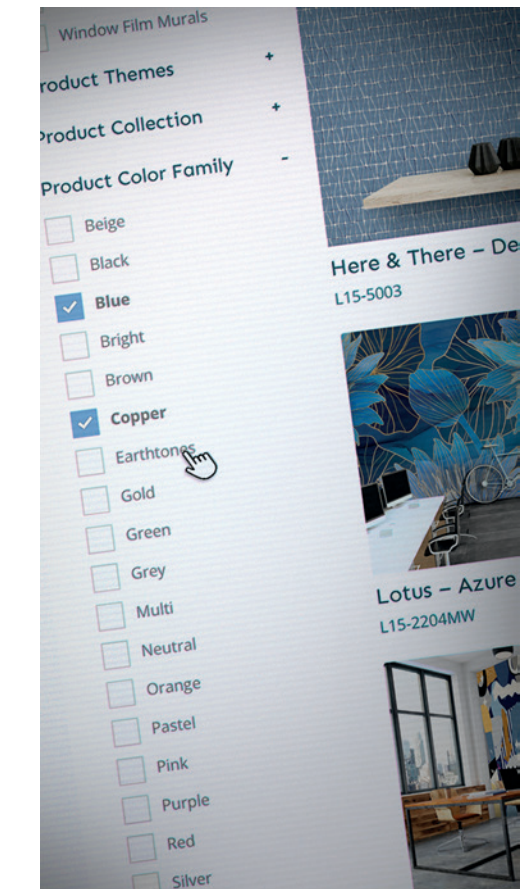 Window Film Murals
roduct Themes +
Product Collection +
Product Color Family -
Beige
Black
Blue
Bright
Brown
Copper
Earthtones
Gold
Green
Grey
Multi
Neutral
Orange
Pastel
Pink
Purple
Red
Silver
Here & There – De
L15-5003
Lotus – Azure
L15-2204MW